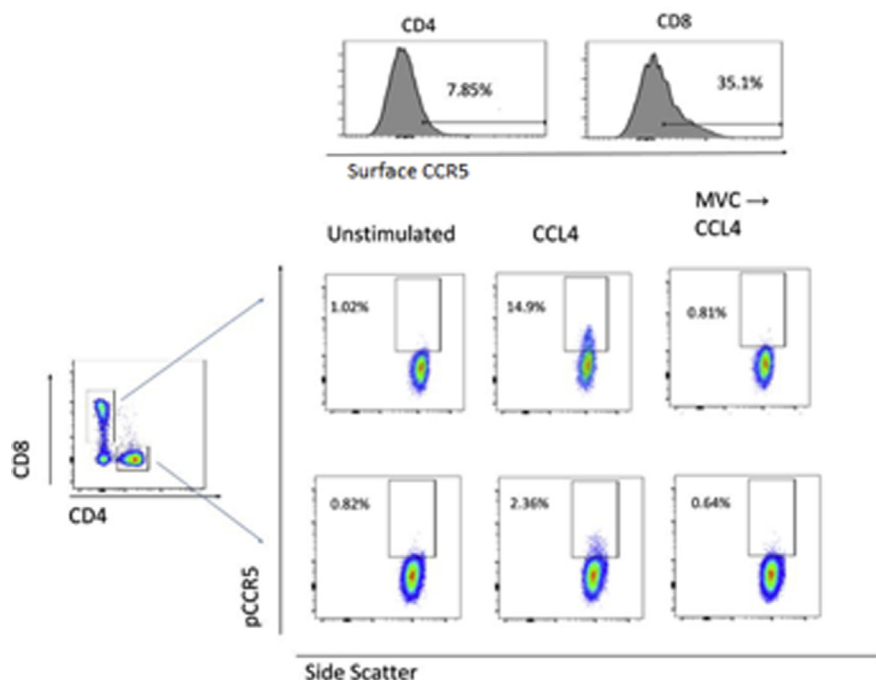 CD4
CD8
7.85%
35.1%
Surface CCR5
MVC →
CCL4
Unstimulated
CCL4
1.02%
14.9%
0.81%
CD8
CD4
0.82%
2.36%
0.64%
pCCR5
Side Scatter